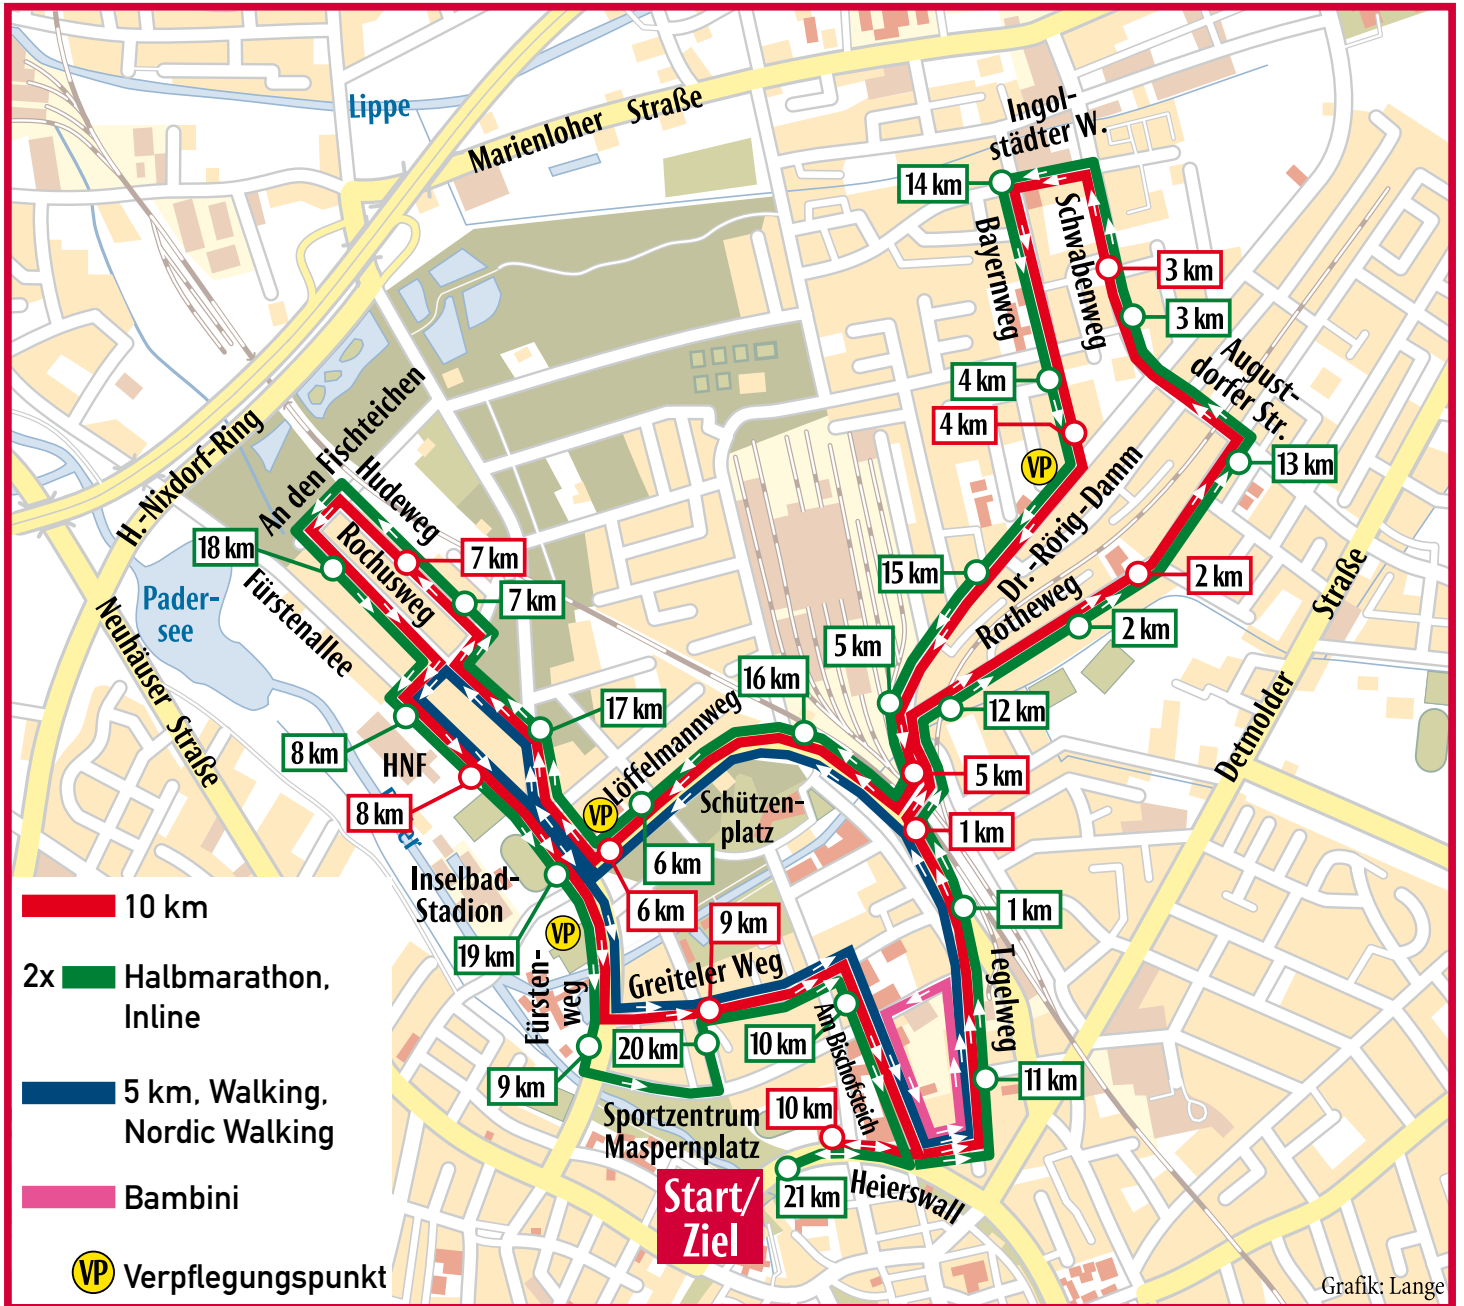 Lippe
Marienloher Straße
Ingol-
städter W.
14 km
Schwabenweg
Bayernweg
3 km
3 km
August-
dorfer Str.
4 km
4 km
VP
13 km
H.-Nixdorf-Ring
An den Fischteichen
Hudeweg
Rochusweg
18 km
7 km
7 km
Dr.-Rörig-Damm
15 km
Rotheweg
2 km
2 km
Straße
Detmolder
Pader-
see
Fürstenallee
Neuhäuser Straße
5 km
16 km
12 km
17 km
8 km
HNF
8 km
Löffelmannweg
VP
Schützen-
platz
5 km
1 km
6 km
6 km
Inselbad-
Stadion
9 km
1 km
VP
19 km
Fürsten-
weg
Greiteler Weg
Tegelweg
Am Bischofsteich
20 km
10 km
9 km
11 km
10 km
Sportzentrum
Maspernplatz
21 km
Heierswall
Start/
Ziel
10 km
2x Halbmarathon,
Inline
5 km, Walking,
Nordic Walking
Bambini
VP Verpflegungspunkt
Grafik: Lange